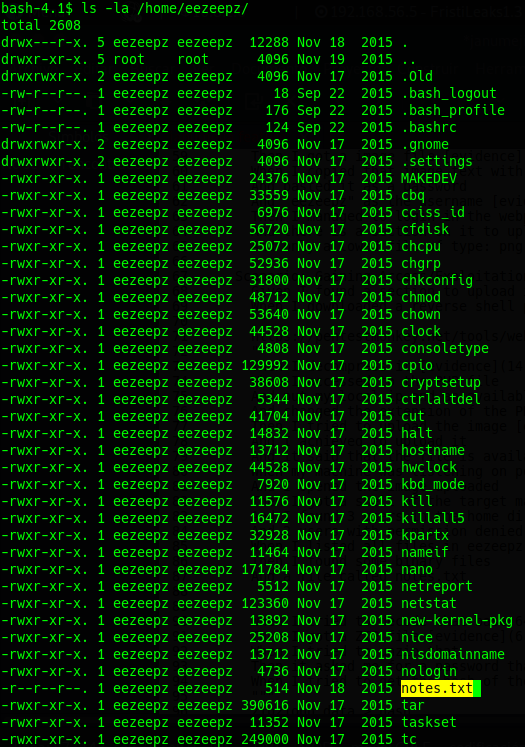 bash-4.1$ ls -la /home/eezeepz/
total 2608
drwx---r-x. 5 eezeepz eezeepz  12288 Nov 18  2015 .
drwxr-xr-x. 5 root    root      4096 Nov 19  2015 ..
drwxrwxr-x. 2 eezeepz eezeepz   4096 Nov 17  2015 .Old
-rw-r--r--. 1 eezeepz eezeepz     18 Sep 22  2015 .bash_logout
-rw-r--r--. 1 eezeepz eezeepz    176 Sep 22  2015 .bash_profile
-rw-r--r--. 1 eezeepz eezeepz    124 Sep 22  2015 .bashrc
drwxrwxr-x. 2 eezeepz eezeepz   4096 Nov 17  2015 .gnome
drwxrwxr-x. 2 eezeepz eezeepz   4096 Nov 17  2015 .settings
-rwxr-xr-x. 1 eezeepz eezeepz  24376 Nov 17  2015 MAKEDEV
-rwxr-xr-x. 1 eezeepz eezeepz  33559 Nov 17  2015 cbq
-rwxr-xr-x. 1 eezeepz eezeepz   6976 Nov 17  2015 cciss_id
-rwxr-xr-x. 1 eezeepz eezeepz  56720 Nov 17  2015 cfdisk
-rwxr-xr-x. 1 eezeepz eezeepz  25072 Nov 17  2015 chcpu
-rwxr-xr-x. 1 eezeepz eezeepz  52936 Nov 17  2015 chgrp
-rwxr-xr-x. 1 eezeepz eezeepz  31800 Nov 17  2015 chkconfig
-rwxr-xr-x. 1 eezeepz eezeepz  48712 Nov 17  2015 chmod
-rwxr-xr-x. 1 eezeepz eezeepz  53640 Nov 17  2015 chown
-rwxr-xr-x. 1 eezeepz eezeepz  44528 Nov 17  2015 clock
-rwxr-xr-x. 1 eezeepz eezeepz   4808 Nov 17  2015 consoletype
-rwxr-xr-x. 1 eezeepz eezeepz 129992 Nov 17  2015 cpio
-rwxr-xr-x. 1 eezeepz eezeepz  38608 Nov 17  2015 cryptsetup
-rwxr-xr-x. 1 eezeepz eezeepz   5344 Nov 17  2015 ctrlaltdel
-rwxr-xr-x. 1 eezeepz eezeepz  41704 Nov 17  2015 cut
-rwxr-xr-x. 1 eezeepz eezeepz  14832 Nov 17  2015 halt
-rwxr-xr-x. 1 eezeepz eezeepz  13712 Nov 17  2015 hostname
-rwxr-xr-x. 1 eezeepz eezeepz  44528 Nov 17  2015 hwclock
-rwxr-xr-x. 1 eezeepz eezeepz   7920 Nov 17  2015 kbd_mode
-rwxr-xr-x. 1 eezeepz eezeepz  11576 Nov 17  2015 kill
-rwxr-xr-x. 1 eezeepz eezeepz  16472 Nov 17  2015 killall5
-rwxr-xr-x. 1 eezeepz eezeepz  32928 Nov 17  2015 kpartx
-rwxr-xr-x. 1 eezeepz eezeepz  11464 Nov 17  2015 nameif
-rwxr-xr-x. 1 eezeepz eezeepz 171784 Nov 17  2015 nano
-rwxr-xr-x. 1 eezeepz eezeepz   5512 Nov 17  2015 netreport
-rwxr-xr-x. 1 eezeepz eezeepz 123360 Nov 17  2015 netstat
-rwxr-xr-x. 1 eezeepz eezeepz  13892 Nov 17  2015 new-kernel-pkg
-rwxr-xr-x. 1 eezeepz eezeepz  25208 Nov 17  2015 nice
-rwxr-xr-x. 1 eezeepz eezeepz  13712 Nov 17  2015 nisdomainname
-rwxr-xr-x. 1 eezeepz eezeepz   4736 Nov 17  2015 nologin
-r--r--r--. 1 eezeepz eezeepz    514 Nov 18  2015 notes.txt
-rwxr-xr-x. 1 eezeepz eezeepz 390616 Nov 17  2015 tar
-rwxr-xr-x. 1 eezeepz eezeepz  11352 Nov 17  2015 taskset
-rwxr-xr-x. 1 eezeepz eezeepz 249000 Nov 17  2015 tc